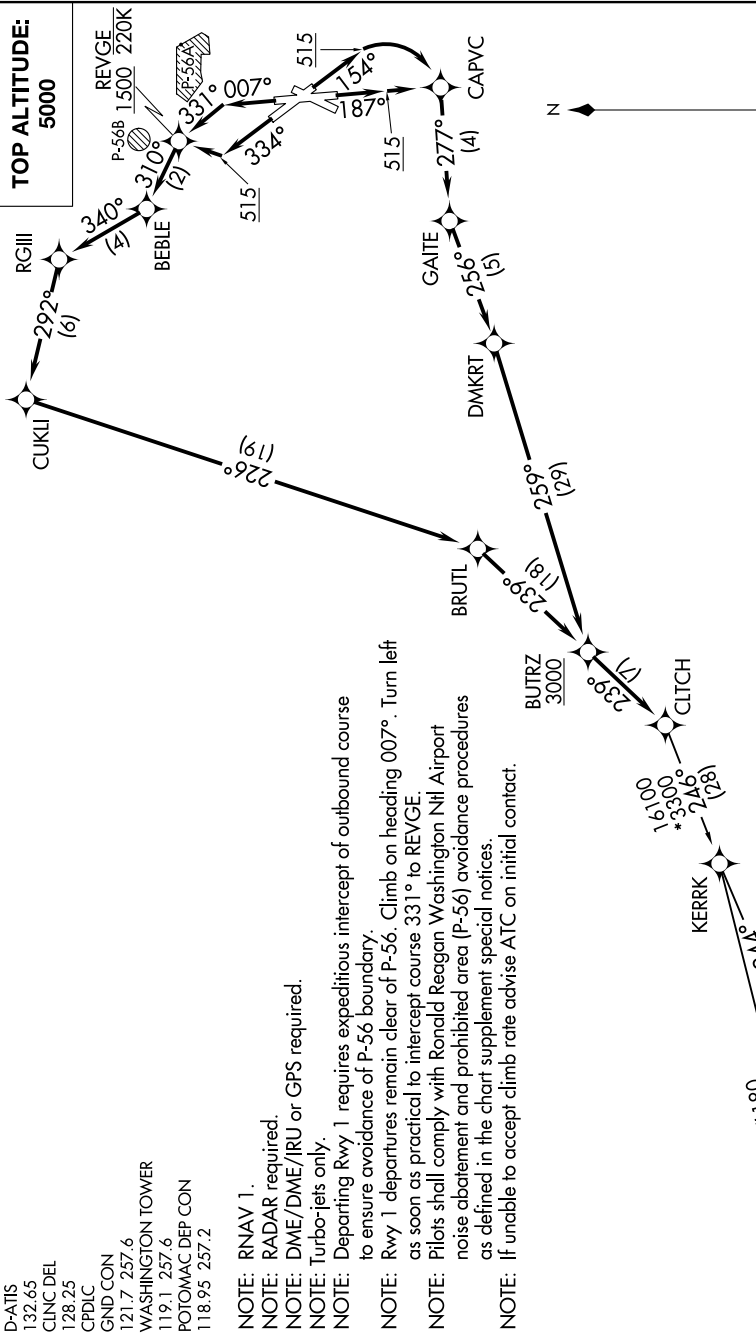 D-ATIS
132.65
CLNC DEL
128.25
CPDLC
GND CON
121.7 257.6
WASHINGTON TOWER
119.1 257.6
POTOMAC DEP CON
118.95 257.2
TOP ALTITUDE:
5000
NOTE: RNAV 1.
NOTE: RADAR required.
NOTE: DME/DME/IRU or GPS required.
NOTE: Turbo-jets only.
NOTE: Departing Rwy 1 requires expeditious intercept of outbound course
to ensure avoidance of P-56 boundary.
NOTE: Rwy 1 departures remain clear of P-56. Climb on heading 007°. Turn left
as soon as practical to intercept course 331° to REVGE.
NOTE: Pilots shall comply with Ronald Reagan Washington Ntl Airport
noise abatement and prohibited area (P-56) avoidance procedures
as defined in the chart supplement special notices.
NOTE: If unable to accept climb rate advise ATC on initial contact.
RGIII
340°
(4)
292°
(6)
CUKLI
BEBLE
310°
(2)
P-56B
REVGE
1500 220K
P-56A
331°
007°
334°
515
515
154°
187°
515
CAPVC
277°
(4)
GAITE
256°
(5)
DMKRT
259°
(29)
226°
(19)
BRUTL
239°
(18)
BUTRZ
3000
239°
(7)
CLTCH
16100
*3300
246°
(28)
KERRK
N